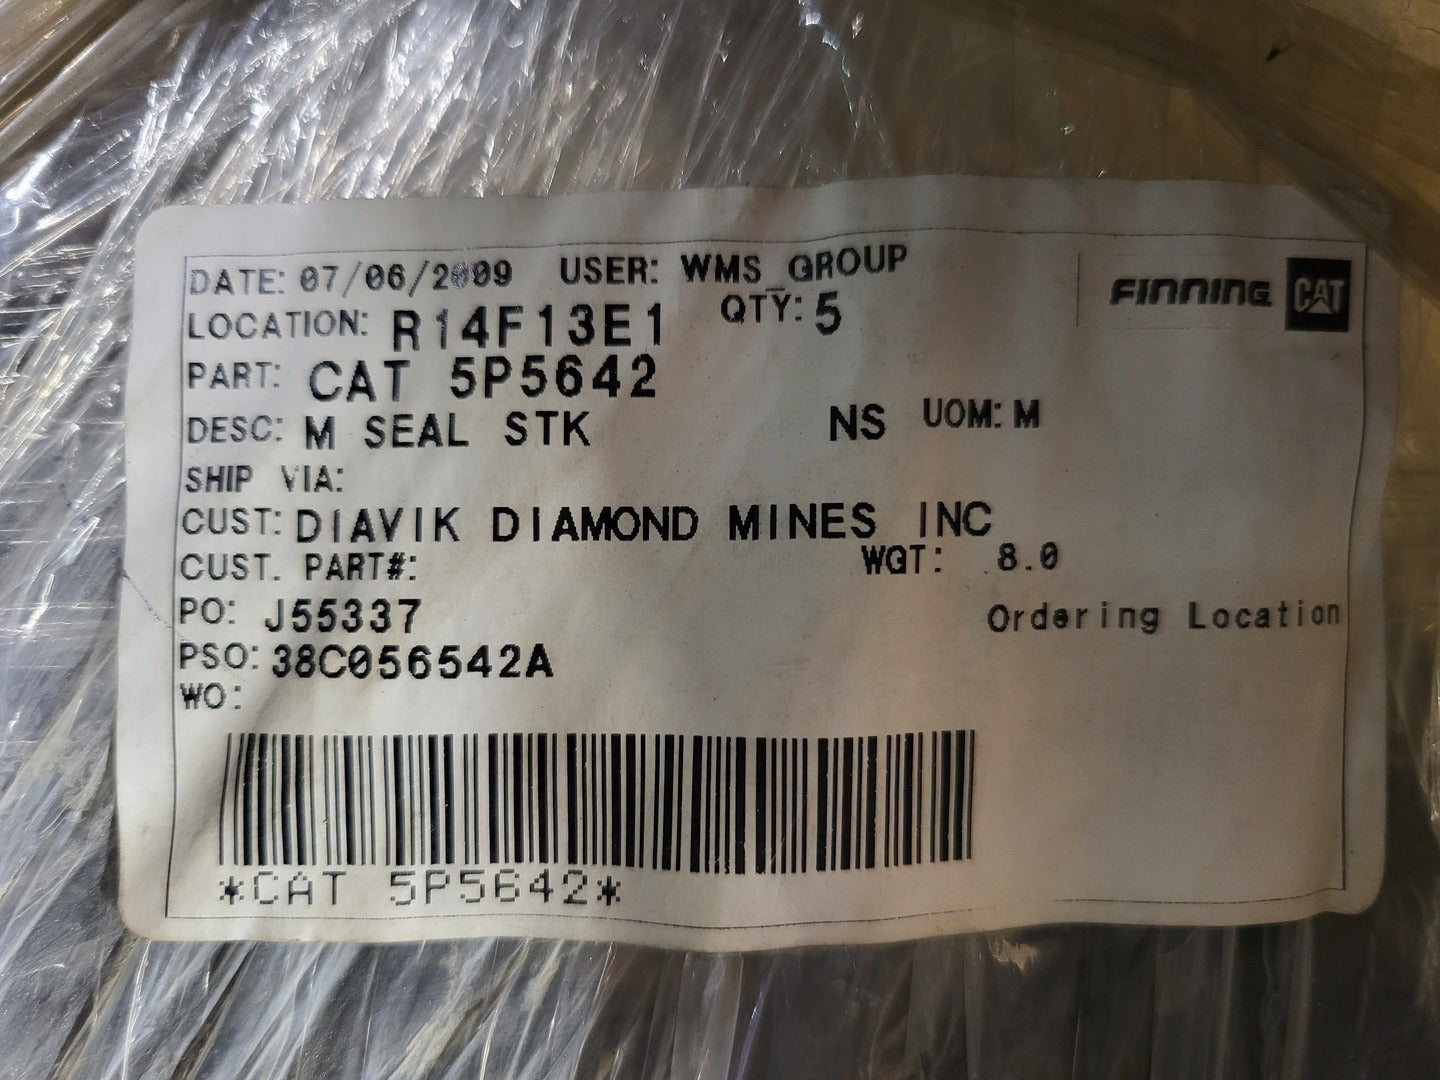 DATE: 07/06/2009 USER: WMS_GROUP
FINNING CAT
LOCATION: R14F13E1 QTY: 5
PART: CAT 5P5642
DESC: M SEAL STK NS UOM: M
SHIP VIA:
CUST: DIAVIK DIAMOND MINES INC
CUST. PART#: WGT: 8.0
PO: J55337 Ordering Location
PSO: 38C056542A
WO:
*CAT 5P5642*